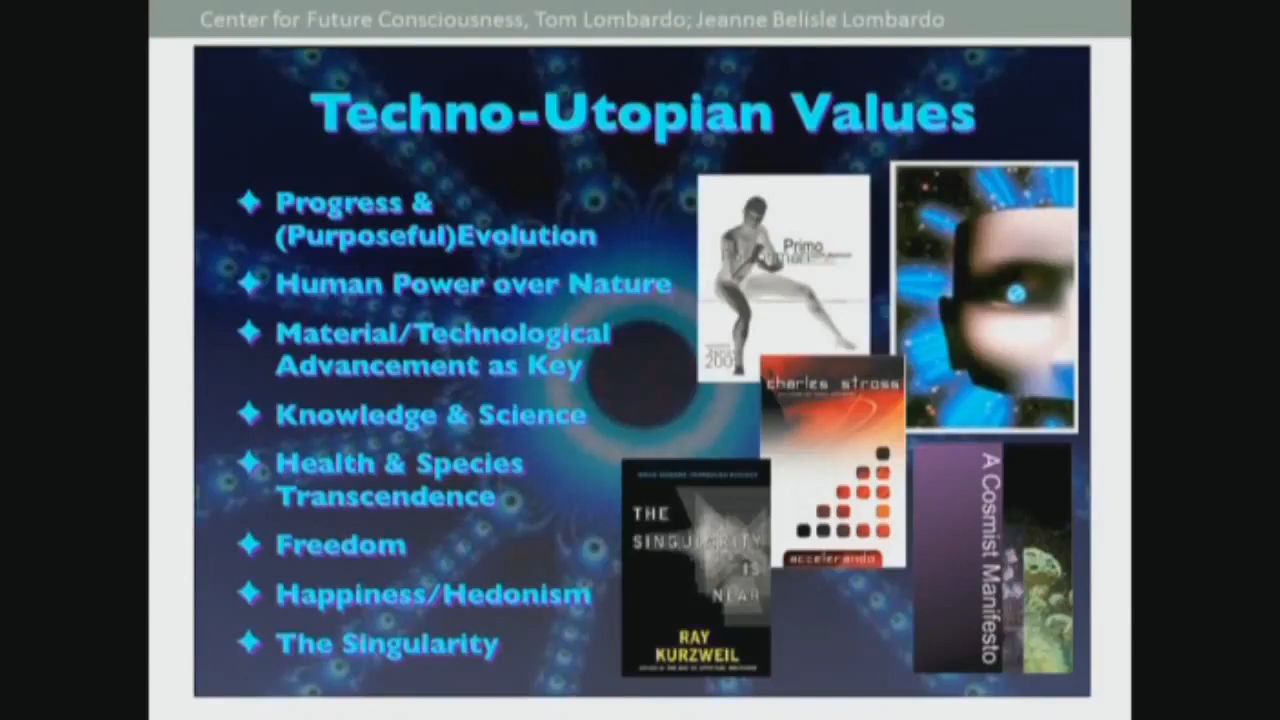 Center for Future Consciousness, Tom Lombardo; Jeanne Belisle Lombardo
Techno-Utopian Values
Progress &
(Purposeful)Evolution
Human Power over Nature
Material/Technological
Advancement as Key
Knowledge & Science
Health & Species
Transcendence
Freedom
Happiness/Hedonism
The Singularity
Primo
charles stross
accelerando
THE
SINGULARITY
IS
NEAR
RAY
KURZWEIL
A Cosmist Manifesto